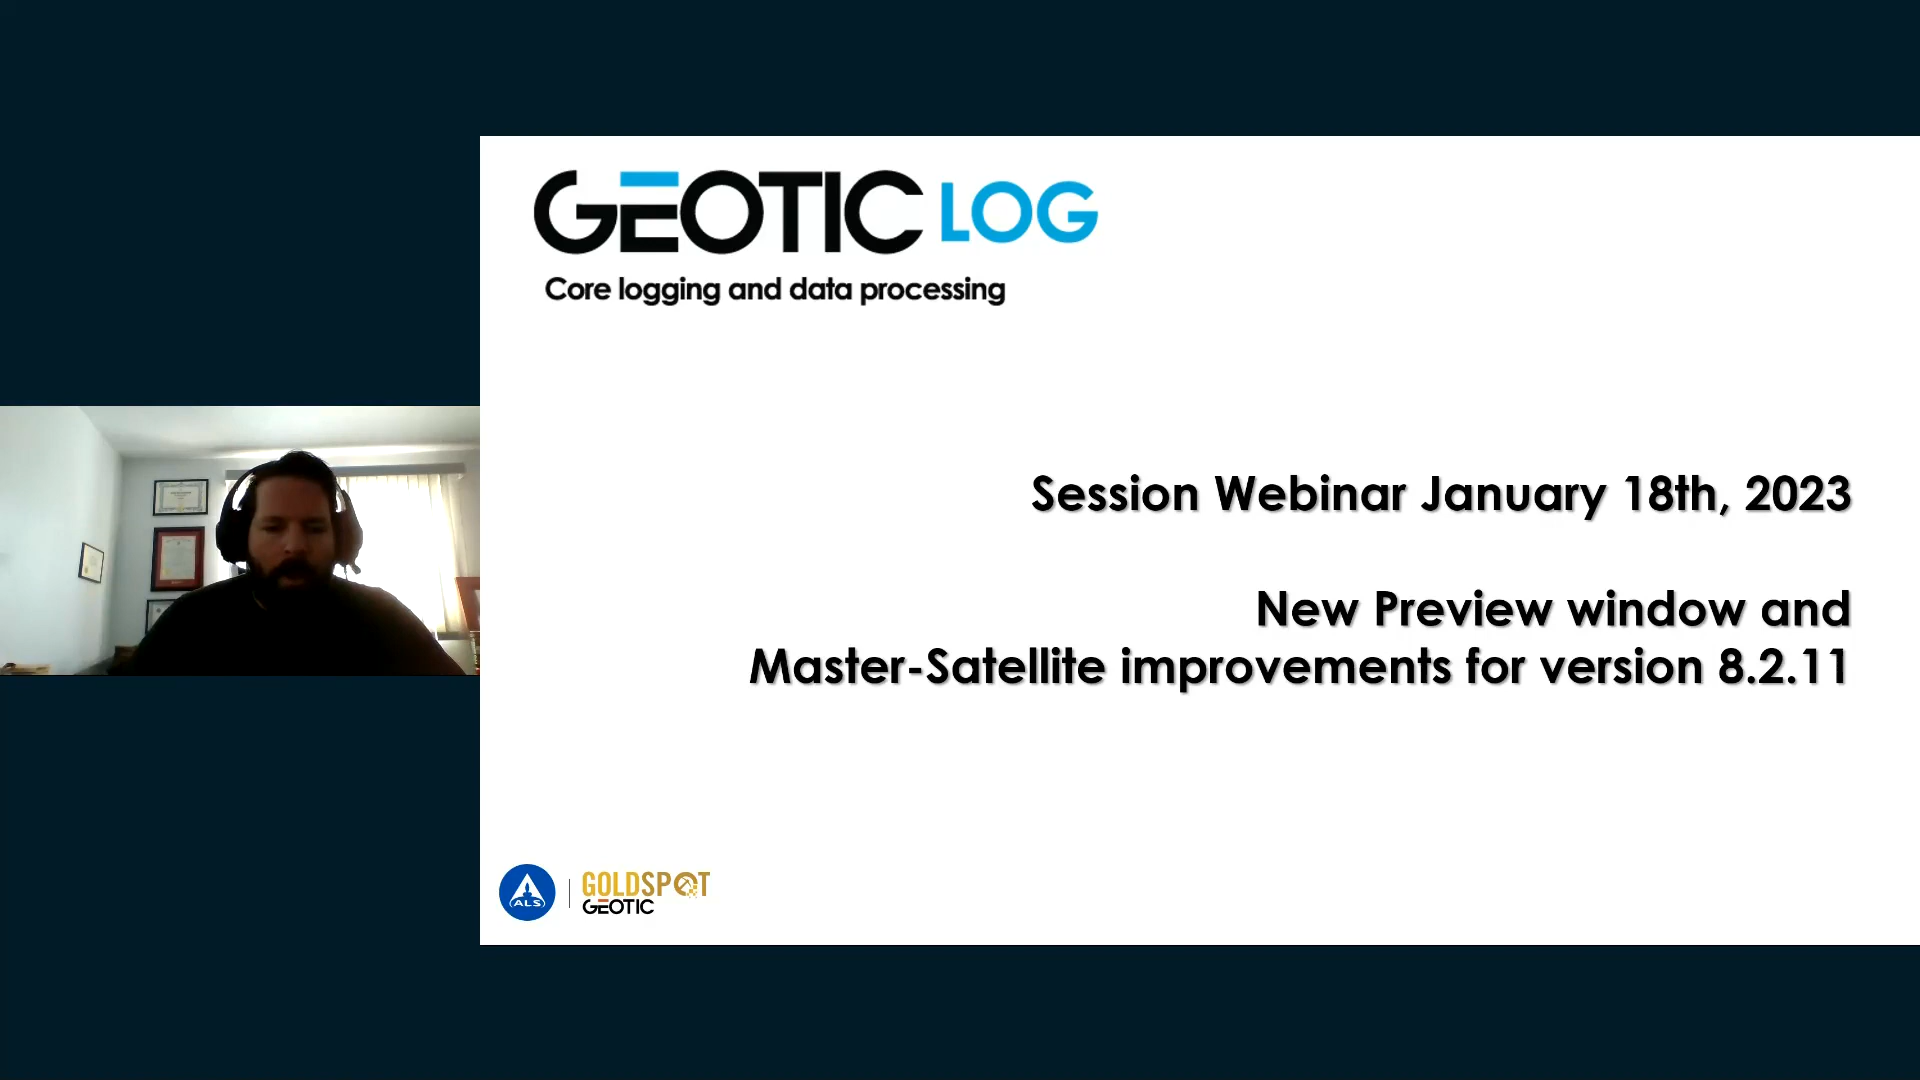 GEOTIC LOG
Core logging and data processing
Session Webinar January 18th, 2023
New Preview window and
Master-Satellite improvements for version 8.2.11
ALS
GOLDSPOT
GEOTIC